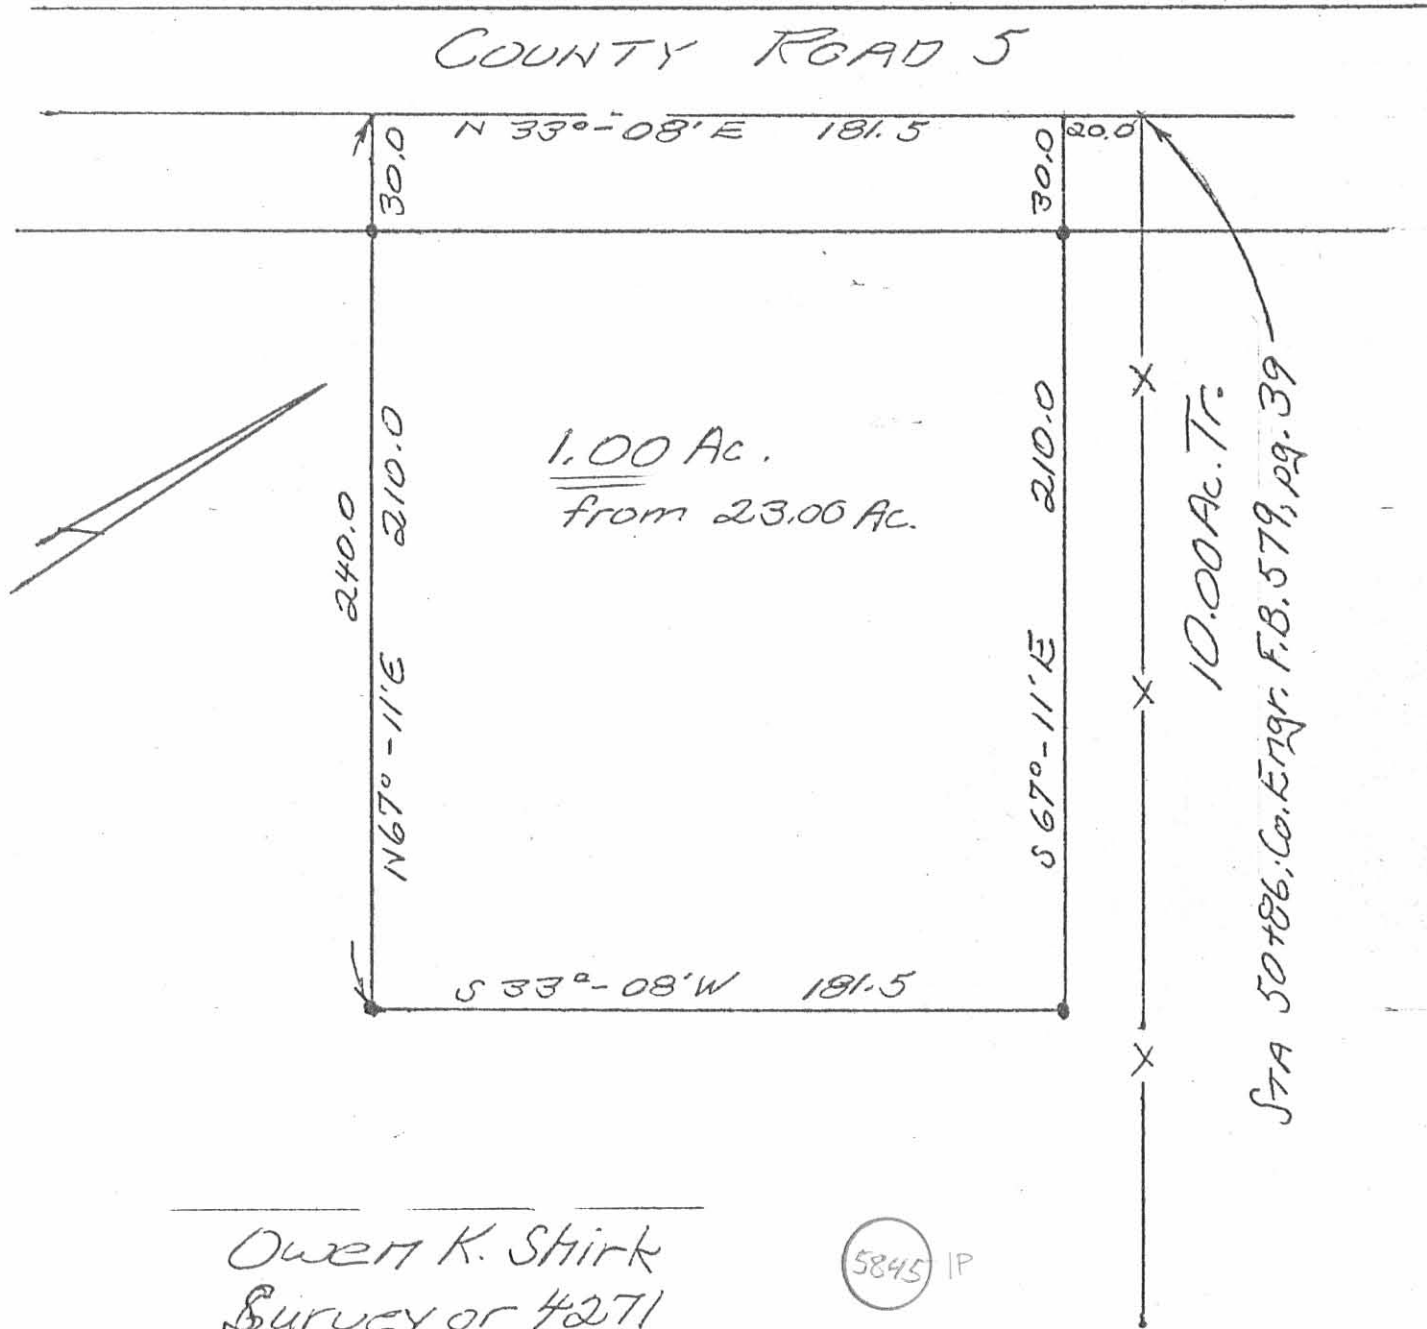 COUNTY ROAD 5
N 33°-08'E 181.5
20.0
30.0
30.0
240.0
N67°-11'E 210.0
1.00 Ac.
from 23.00 Ac.
S 67°-11'E 210.0
10.00 Ac. Tr.
STA 50+86, Co. Engr. F.B. 579, pg. 39
X
X
X
S 33°-08'W 181.5
Owen K. Shirk
Surveyor 4271
5845 IP